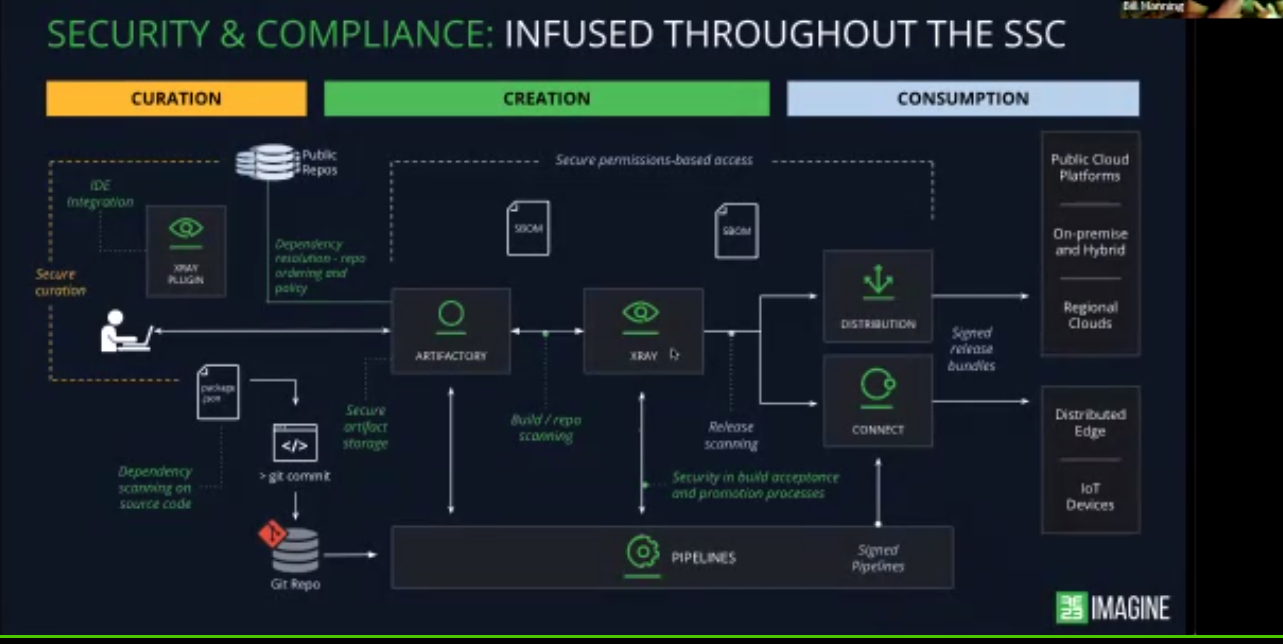 Bill Manning
SECURITY & COMPLIANCE: INFUSED THROUGHOUT THE SSC
CURATION
CREATION
CONSUMPTION
Public
Repos
Secure permissions-based access
IDE
Integration
XRAY
PLUGIN
Secure
curation
Dependency
resolution - repo
ordering and
policy
SBOM
SBOM
ARTIFACTORY
XRAY
DISTRIBUTION
CONNECT
Signed
release
bundles
Public Cloud
Platforms
On-premise
and Hybrid
Regional
Clouds
Distributed
Edge
IoT
Devices
package
.json
</>
> git commit
Dependency
scanning on
source code
Secure
artifact
storage
Build / repo
scanning
Release
scanning
Security in build acceptance
and promotion processes
Git Repo
PIPELINES
Signed
Pipelines
IMAGINE